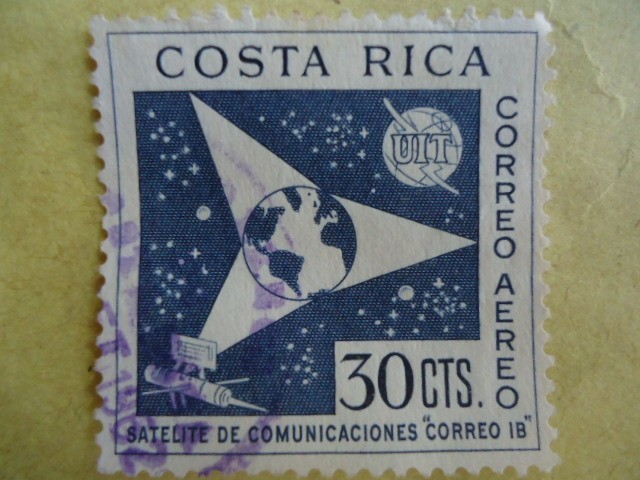 COSTA RICA
UIT
CORREO AEREO
30 CTS.
SATELITE DE COMUNICACIONES "CORREO IB"